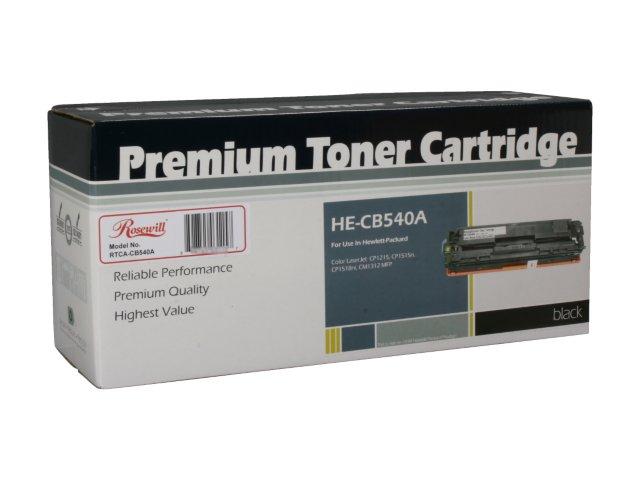 Premium Toner Cartridge
Rosewill
Model No.
RTCA-CB540A
Reliable Performance
Premium Quality
Highest Value
HE-CB540A
For Use In Hewlett-Packard
Color LaserJet CP1215, CP1515n,
CP1518ni, CM1312 MFP
black